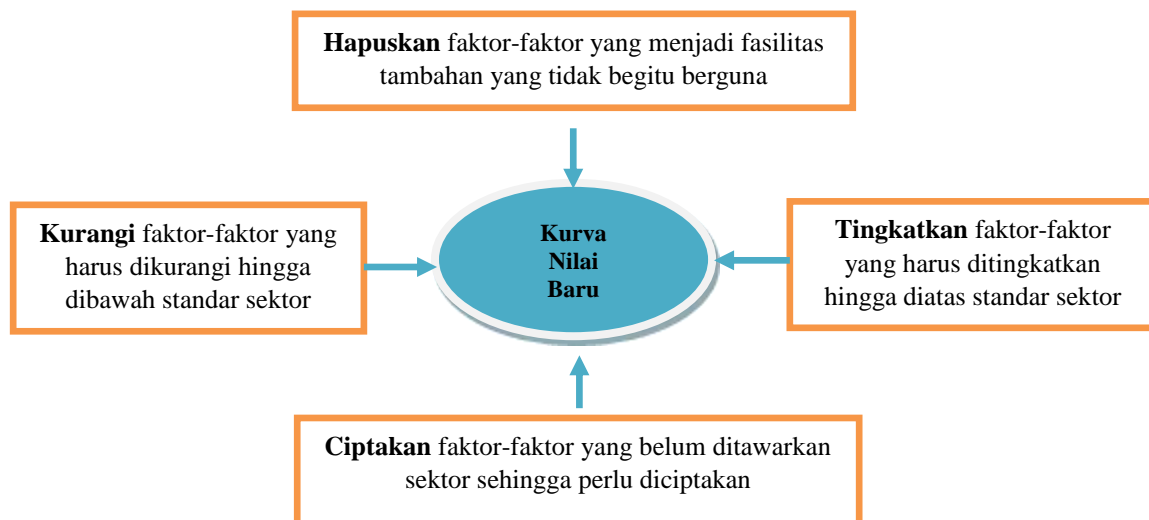 Hapuskan faktor-faktor yang menjadi fasilitas
tambahan yang tidak begitu berguna
Kurangi faktor-faktor yang
harus dikurangi hingga
dibawah standar sektor
Kurva
Nilai
Baru
Tingkatkan faktor-faktor
yang harus ditingkatkan
hingga diatas standar sektor
Ciptakan faktor-faktor yang belum ditawarkan
sektor sehingga perlu diciptakan